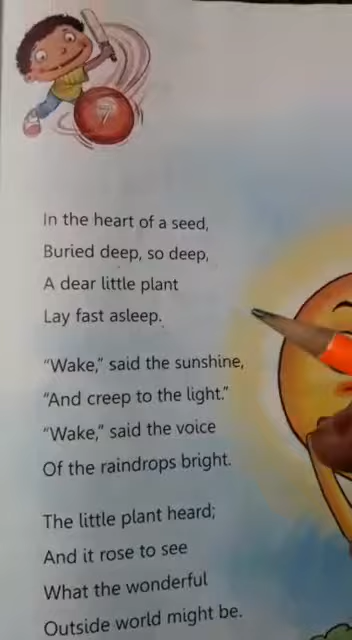 7
In the heart of a seed,
Buried deep, so deep,
A dear little plant
Lay fast asleep.
“Wake,” said the sunshine,
“And creep to the light.”
“Wake,” said the voice
Of the raindrops bright.
The little plant heard;
And it rose to see
What the wonderful
Outside world might be.